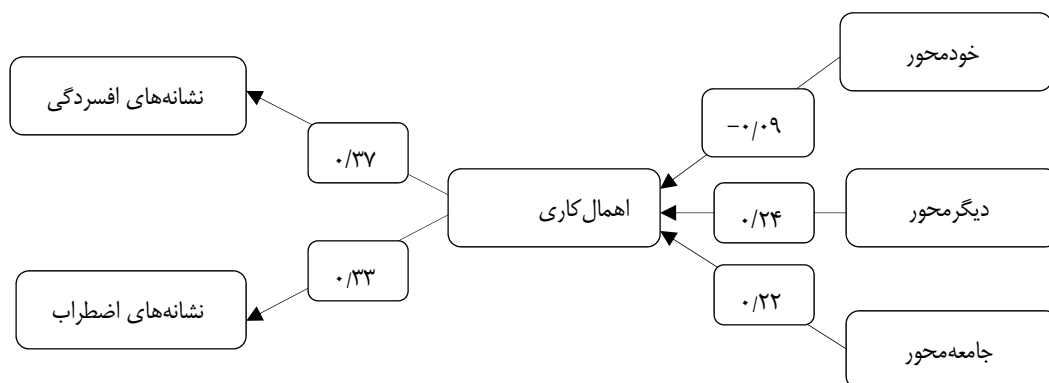 خودمحور
نشانه‌های افسردگی
−۰/۰۹
۰/۳۷
اهمال‌کاری
دیگرمحور
۰/۲۴
۰/۳۳
۰/۲۲
نشانه‌های اضطراب
جامعه‌محور